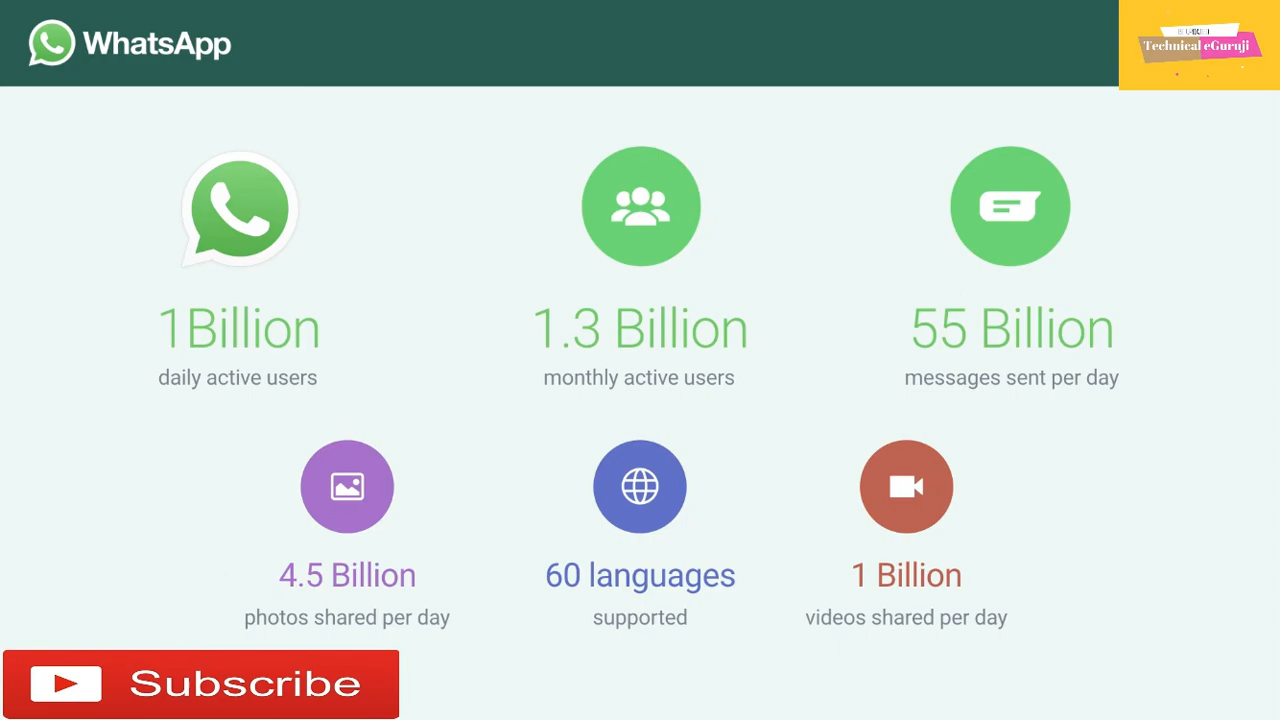 WhatsApp
Technical eGuruji
1Billion
daily active users
1.3 Billion
monthly active users
55 Billion
messages sent per day
4.5 Billion
photos shared per day
60 languages
supported
1 Billion
videos shared per day
Subscribe